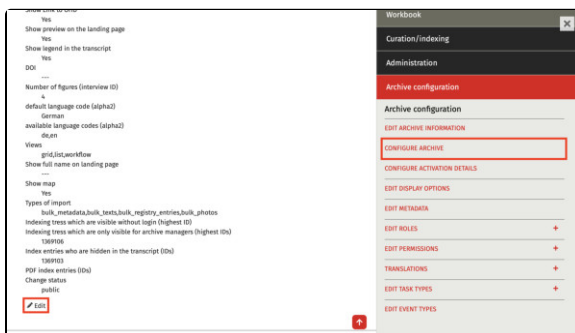 Show Link to Grid
Yes
Show preview on the landing page
Yes
Show legend in the transcript
Yes
DOI
---
Number of figures (interview ID)
4
default language code (alpha2)
German
available language codes (alpha2)
de,en
Views
grid,list,workflow
Show full name on landing page
---
Show map
Yes
Types of import
bulk_metadata,bulk_texts,bulk_registry_entries,bulk_photos
Indexing tress which are visible without login (highest ID)
Indexing tress which are only visible for archive managers (highest IDs)
1369106
Index entries who are hidden in the transcript (IDs)
1369103
PDF index entries (IDs)
Change status
public
Edit
Workbook
Curation/indexing
Administration
Archive configuration
Archive configuration
EDIT ARCHIVE INFORMATION
CONFIGURE ARCHIVE
CONFIGURE ACTIVATION DETAILS
EDIT DISPLAY OPTIONS
EDIT METADATA
EDIT ROLES +
EDIT PERMISSIONS +
TRANSLATIONS +
EDIT TASK TYPES +
EDIT EVENT TYPES